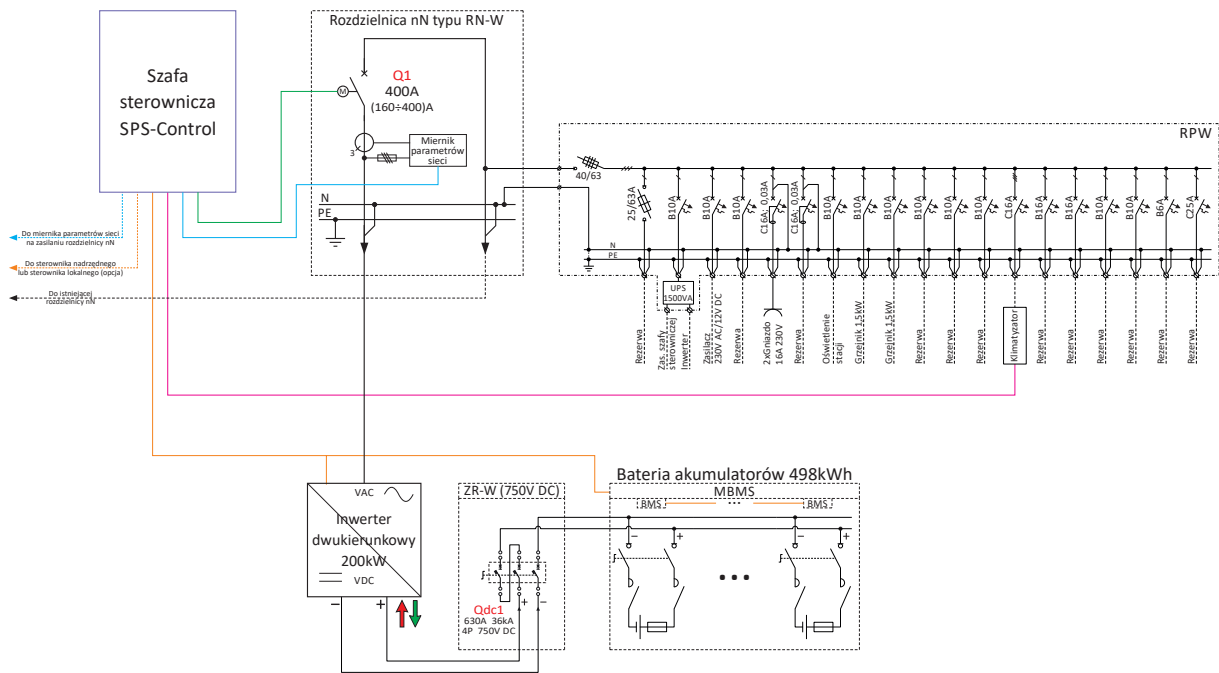 Szafa
sterownicza
SPS-Control
Rozdzielnica nN typu RN-W
Q1
400A
(160÷400)A
M
3
Miernik
parametrów
sieci
N
PE
Do miernika parametrów sieci
na zasilaniu rozdzielnicy nN
Do sterownika nadrzędnego
lub sterownika lokalnego (opcja)
Do istniejącej
rozdzielnicy nN
RPW
40/63
25/63A
B10A
B10A
B10A
C16A; 0,03A
C16A; 0,03A
B10A
B10A
B10A
B10A
B10A
B10A
C16A
B16A
B16A
B10A
B10A
B6A
C25A
N
PE
UPS
1500VA
Rezerwa
Zas. szafy
sterowniczej
Inwerter
Zasilacz
230V AC/12V DC
Rezerwa
2xGniazdo
16A 230V
Rezerwa
Oświetlenie
stacji
Grzejnik 1,5kW
Grzejnik 1,5kW
Rezerwa
Rezerwa
Rezerwa
Klimatyzator
Rezerwa
Rezerwa
Rezerwa
Rezerwa
Rezerwa
Rezerwa
VAC
Inwerter
dwukierunkowy
200kW
VDC
− +
ZR-W (750V DC)
+ −
Qdc1
630A 36kA
4P 750V DC
Bateria akumulatorów 498kWh
MBMS
BMS ... BMS
− + − +